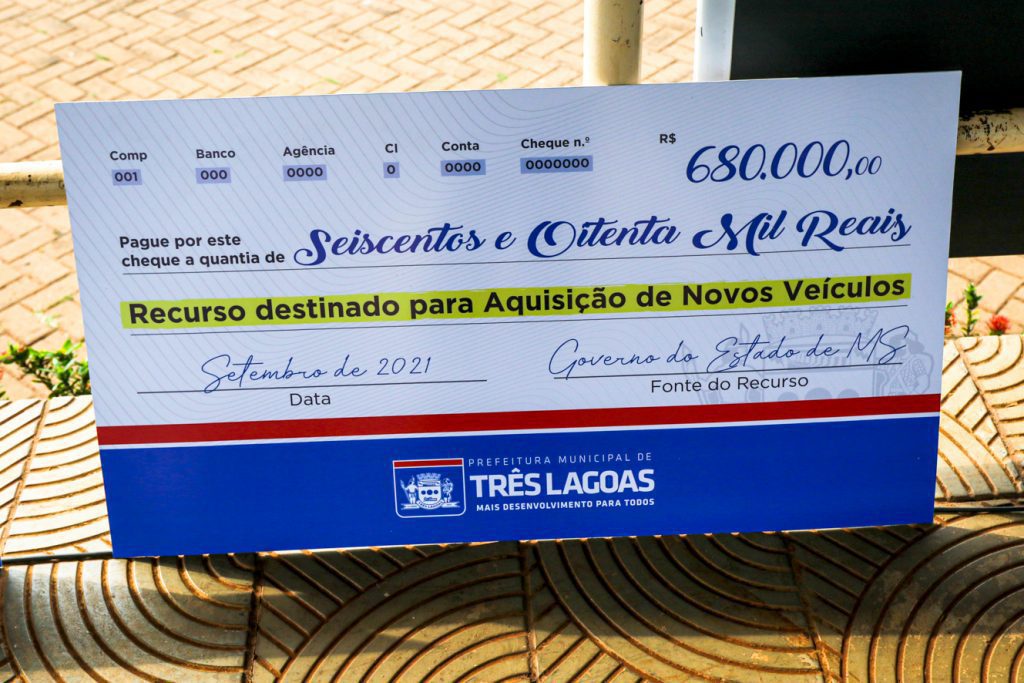 Comp Banco Agência CI Conta Cheque n.º R$ 680.000,00
001 000 0000 0 0000 0000000
Pague por este
cheque a quantia de Seiscentos e Oitenta Mil Reais
Recurso destinado para Aquisição de Novos Veículos
Setembro de 2021 Governo do Estado de MS
Data Fonte do Recurso
PREFEITURA MUNICIPAL DE
TRÊS LAGOAS
MAIS DESENVOLVIMENTO PARA TODOS